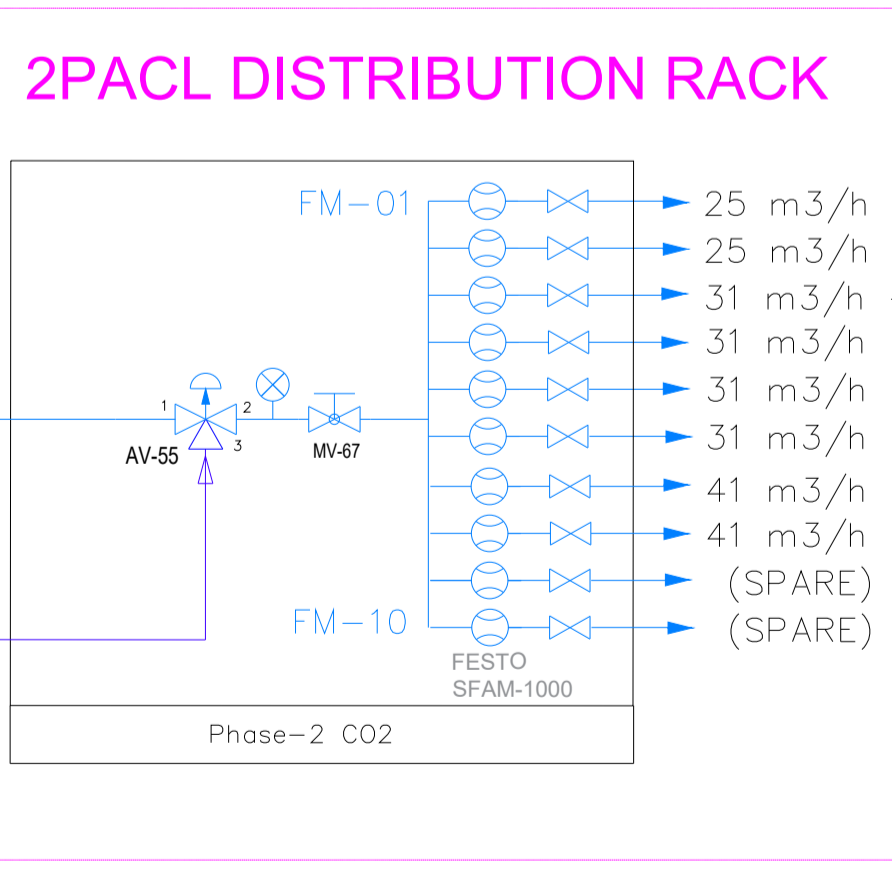 2PACL DISTRIBUTION RACK
FM-01
25 m3/h
25 m3/h
31 m3/h
31 m3/h
31 m3/h
31 m3/h
41 m3/h
41 m3/h
(SPARE)
(SPARE)
1
2
3
AV-55
MV-67
FM-10
FESTO
SFAM-1000
Phase-2 CO2